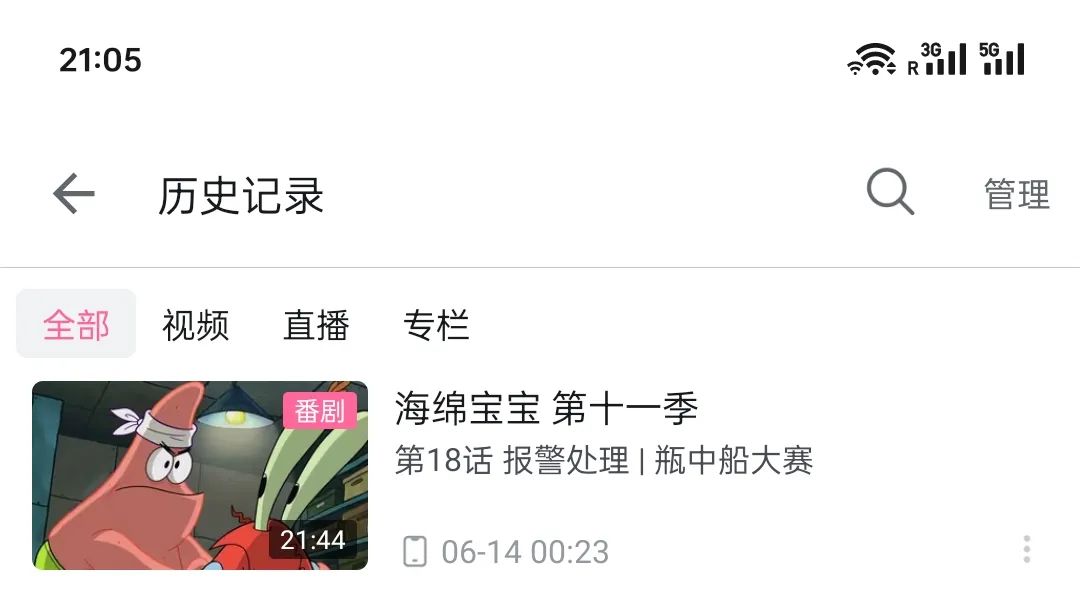 21:05
R 3G 5G
历史记录
管理
全部 视频 直播 专栏
番剧
21:44
海绵宝宝 第十一季
第18话 报警处理 | 瓶中船大赛
06-14 00:23